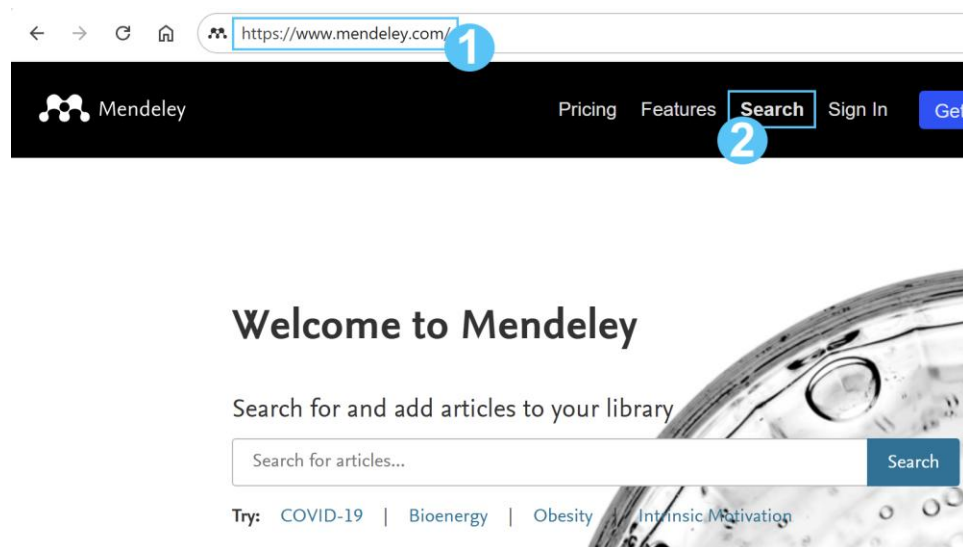 https://www.mendeley.com/
1
Mendeley Pricing Features Search Sign In Get
2
Welcome to Mendeley
Search for and add articles to your library
Search for articles... Search
Try: COVID-19 | Bioenergy | Obesity | Intrinsic Motivation